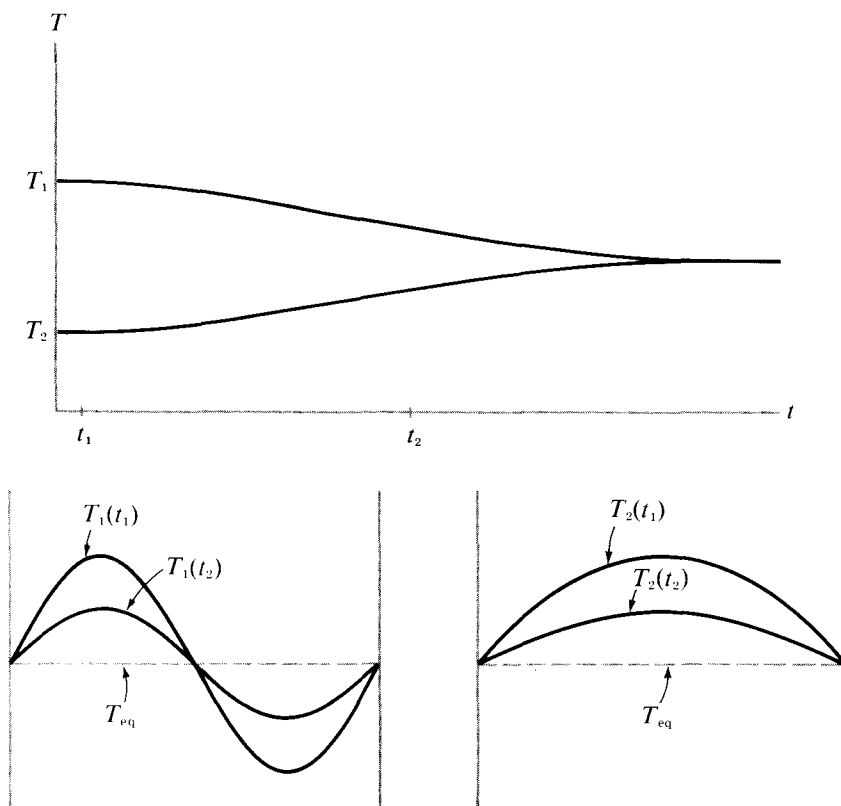 T
T₁
T₂
t₁
t₂
t
T₁(t₁)
T₁(t₂)
T_eq
T₂(t₁)
T₂(t₂)
T_eq